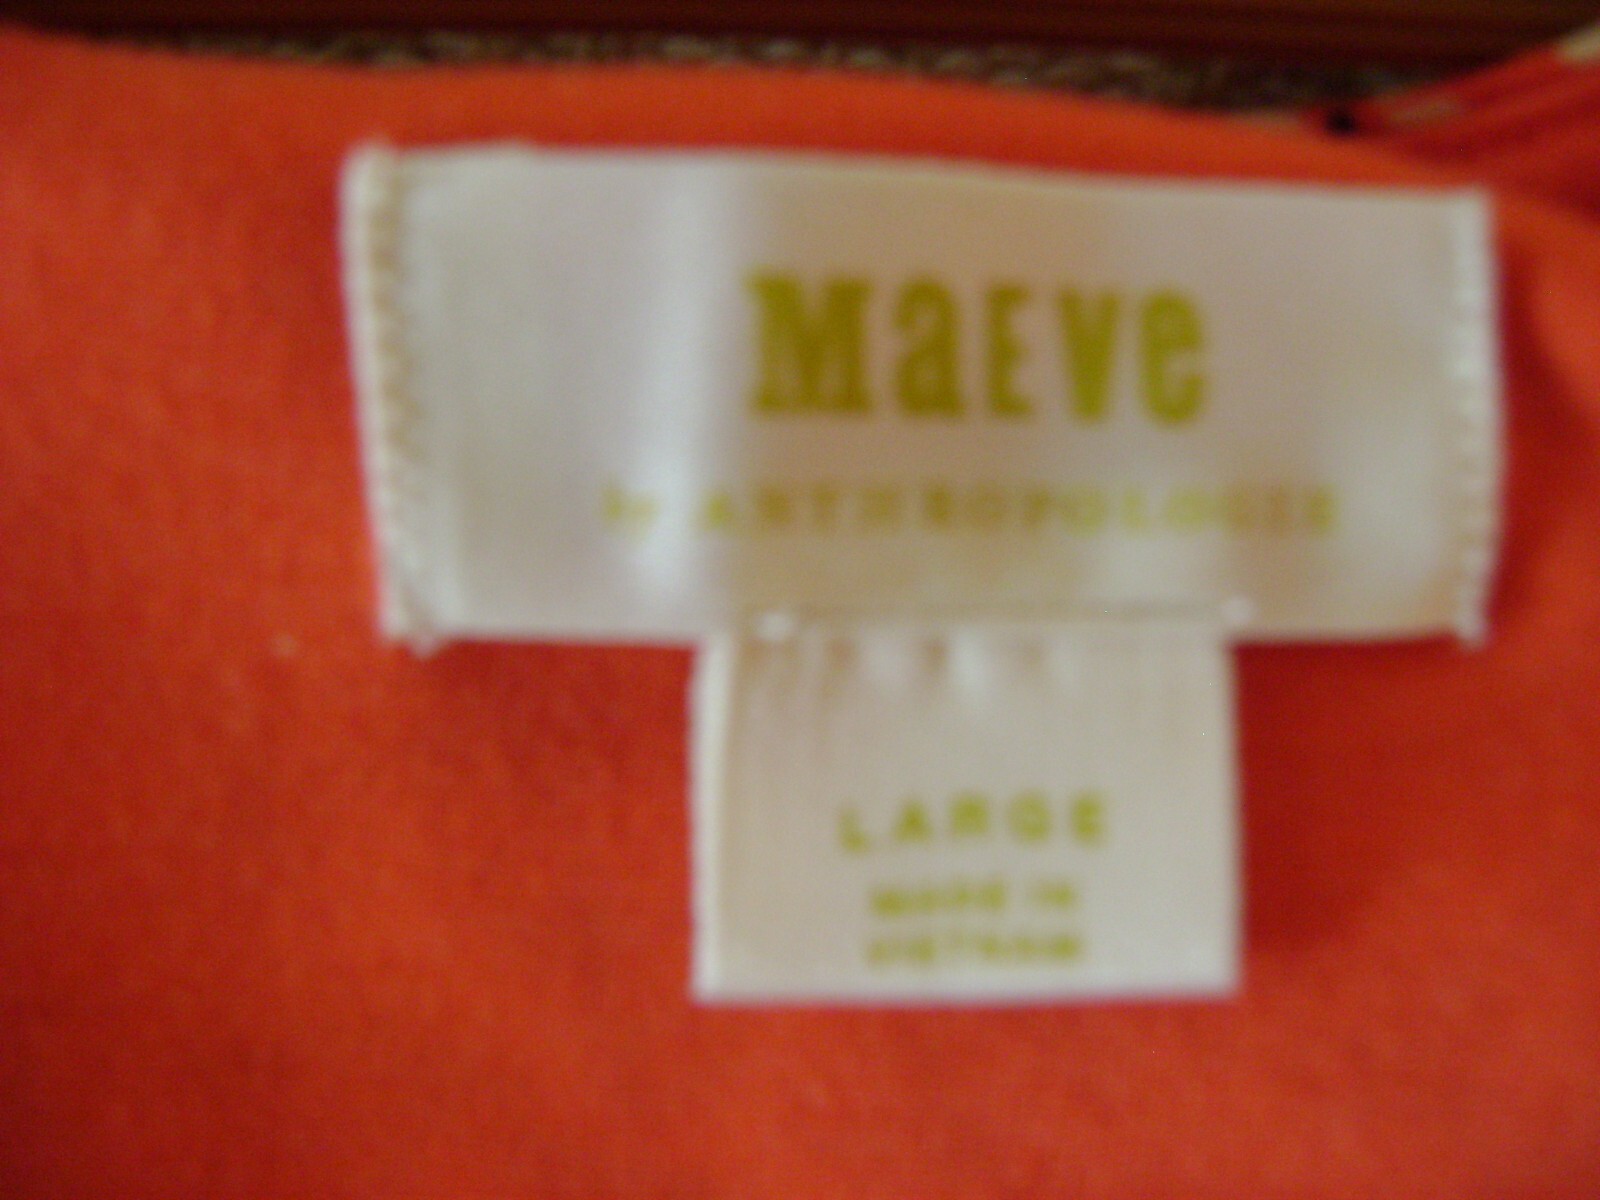 MaEve
by ANTHROPOLOGIE
LARGE
MADE IN
VIETNAM